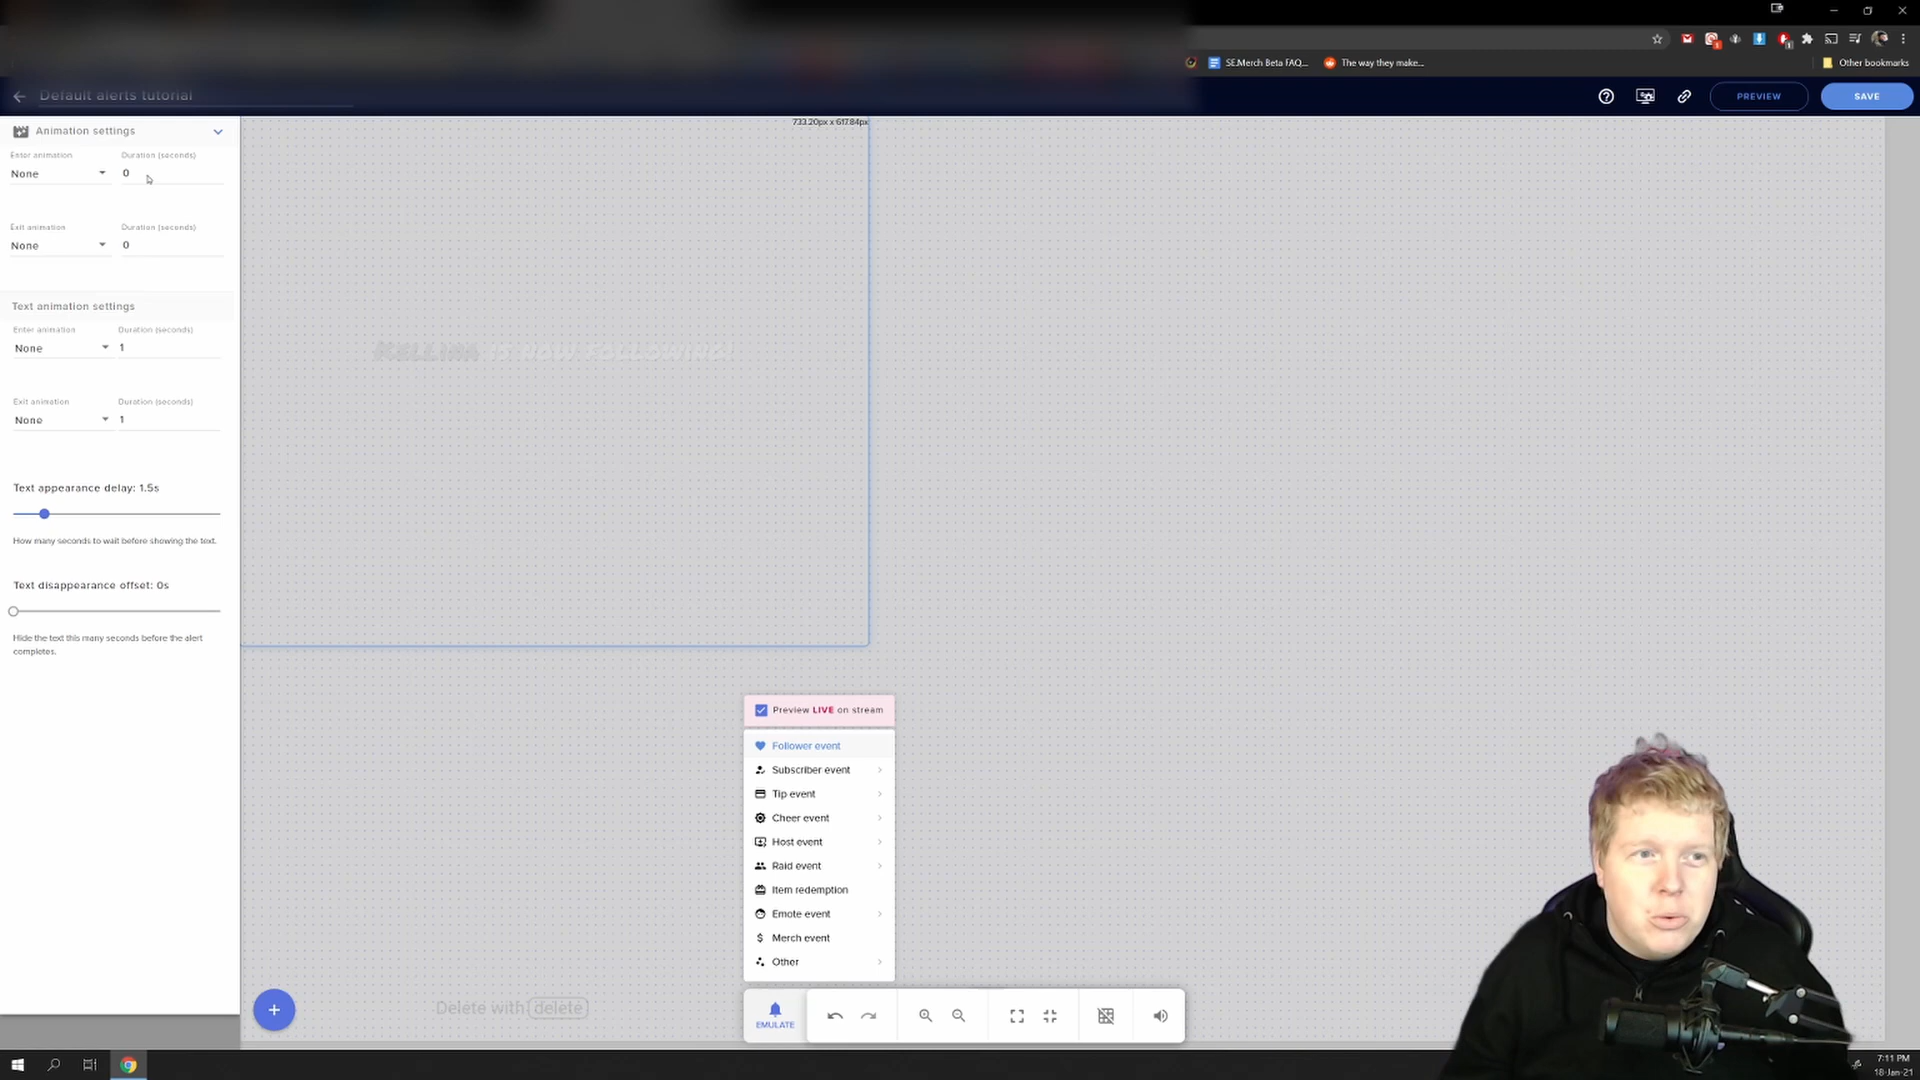 SE.Merch Beta FAQ...
The way they make...
Other bookmarks
Default alerts tutorial
PREVIEW
SAVE
Animation settings
733.20px x 617.84px
Enter animation
Duration (seconds)
None
0
Exit animation
Duration (seconds)
None
0
Text animation settings
Enter animation
Duration (seconds)
None
1
Exit animation
Duration (seconds)
None
1
Text appearance delay: 1.5s
How many seconds to wait before showing the text.
Text disappearance offset: 0s
Hide the text this many seconds before the alert
completes.
is now following
Preview LIVE on stream
Follower event
Subscriber event
Tip event
Cheer event
Host event
Raid event
Item redemption
Emote event
Merch event
Other
Delete with delete
EMULATE
7:11 PM
18-Jan-21